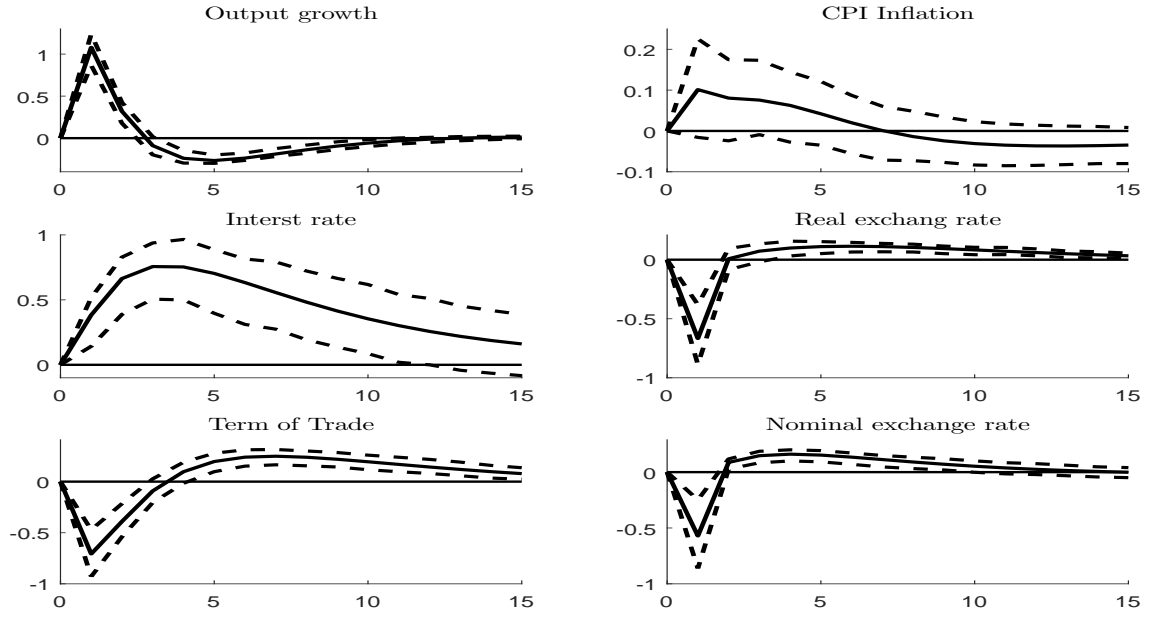 Output growth
1
0.5
0
0 5 10 15
CPI Inflation
0.2
0.1
0
-0.1
0 5 10 15
Interst rate
1
0.5
0
0 5 10 15
Real exchang rate
0
-0.5
-1
0 5 10 15
Term of Trade
0
-0.5
-1
0 5 10 15
Nominal exchange rate
0
-0.5
-1
0 5 10 15